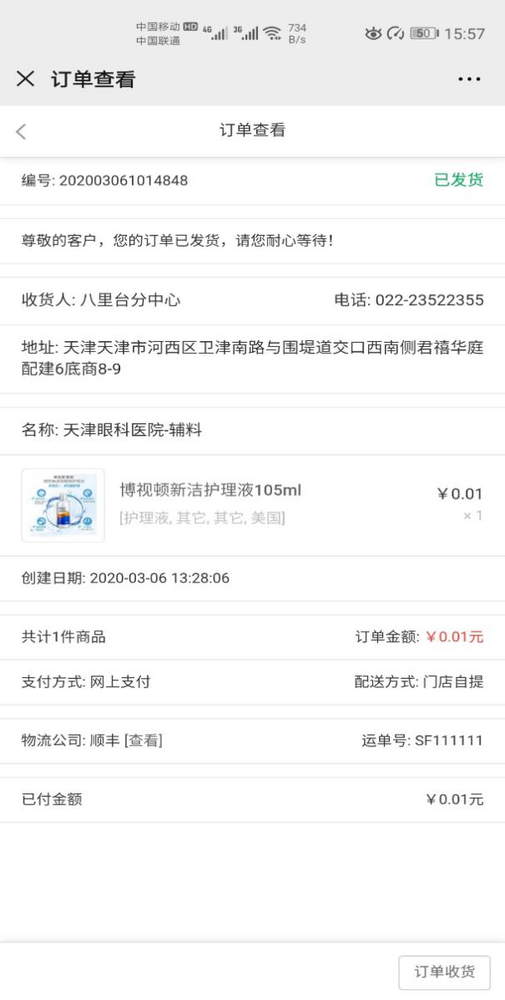 中国移动 HD 4G 3G 734
中国联通 B/s 50 15:57
订单查看
订单查看
编号: 202003061014848 已发货
尊敬的客户，您的订单已发货，请您耐心等待！
收货人: 八里台分中心 电话: 022-23522355
地址: 天津天津市河西区卫津南路与围堤道交口西南侧君禧华庭
配建6底商8-9
名称: 天津眼科医院-辅料
博视顿新洁护理液105ml ￥0.01
[护理液, 其它, 其它, 美国] × 1
创建日期: 2020-03-06 13:28:06
共计1件商品 订单金额: ￥0.01元
支付方式: 网上支付 配送方式: 门店自提
物流公司: 顺丰 [查看] 运单号: SF111111
已付金额 ￥0.01元
订单收货